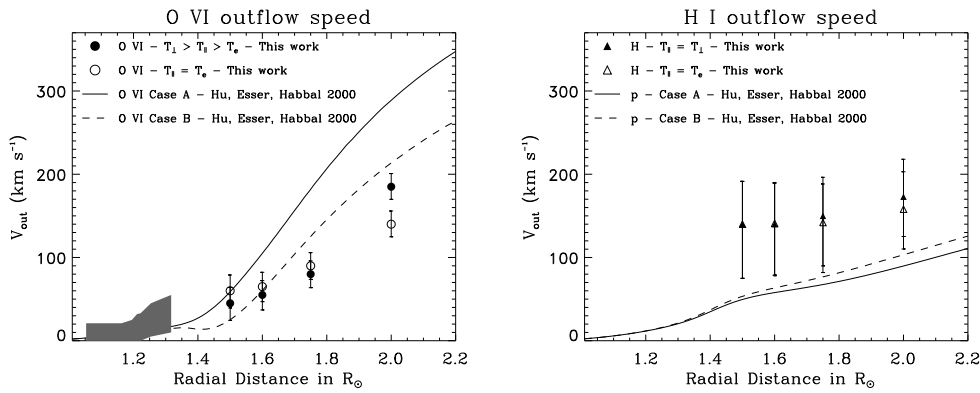 O VI outflow speed
O VI - T⊥ > T∥ > Te - This work
O VI - T∥ = Te - This work
O VI Case A - Hu, Esser, Habbal 2000
O VI Case B - Hu, Esser, Habbal 2000
300
200
100
0
Vout (km s⁻¹)
1.2 1.4 1.6 1.8 2.0 2.2
Radial Distance in R⊙
H I outflow speed
H - T∥ = T⊥ - This work
H - T∥ = Te - This work
p - Case A - Hu, Esser, Habbal 2000
p - Case B - Hu, Esser, Habbal 2000
300
200
100
0
Vout (km s⁻¹)
1.2 1.4 1.6 1.8 2.0 2.2
Radial Distance in R⊙